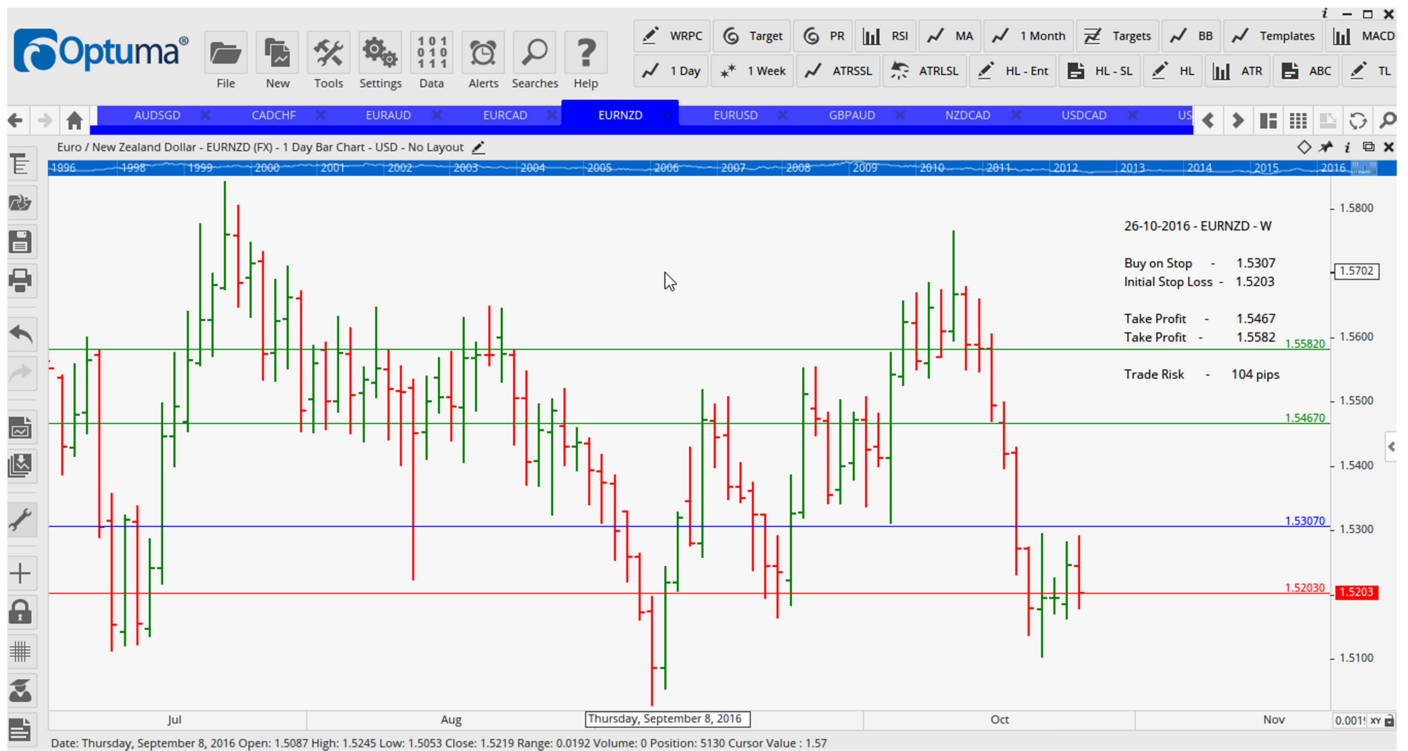 Optuma®
File New Tools Settings Data Alerts Searches Help
WRPC Target PR RSI MA 1 Month Targets BB Templates MACD
1 Day 1 Week ATRSSL ATRLSL HL - Ent HL - SL HL ATR ABC TL
AUDSGD CADCHF EURAUD EURCAD EURNZD EURUSD GBPAUD NZDCAD USDCAD US
Euro / New Zealand Dollar - EURNZD (FX) - 1 Day Bar Chart - USD - No Layout
1996 1998 1999 2000 2001 2002 2003 2004 2005 2006 2007 2008 2009 2010 2011 2012 2013 2014 2015 2016
1.5800
26-10-2016 - EURNZD - W
Buy on Stop - 1.5307
1.5702
Initial Stop Loss - 1.5203
Take Profit - 1.5467
Take Profit - 1.5582
1.55820
1.5600
Trade Risk - 104 pips
1.5500
1.54670
1.5400
1.53070
1.5300
1.52030
1.5203
1.5100
Jul Aug Thursday, September 8, 2016 Oct Nov 0.001! XY
Date: Thursday, September 8, 2016 Open: 1.5087 High: 1.5245 Low: 1.5053 Close: 1.5219 Range: 0.0192 Volume: 0 Position: 5130 Cursor Value : 1.57